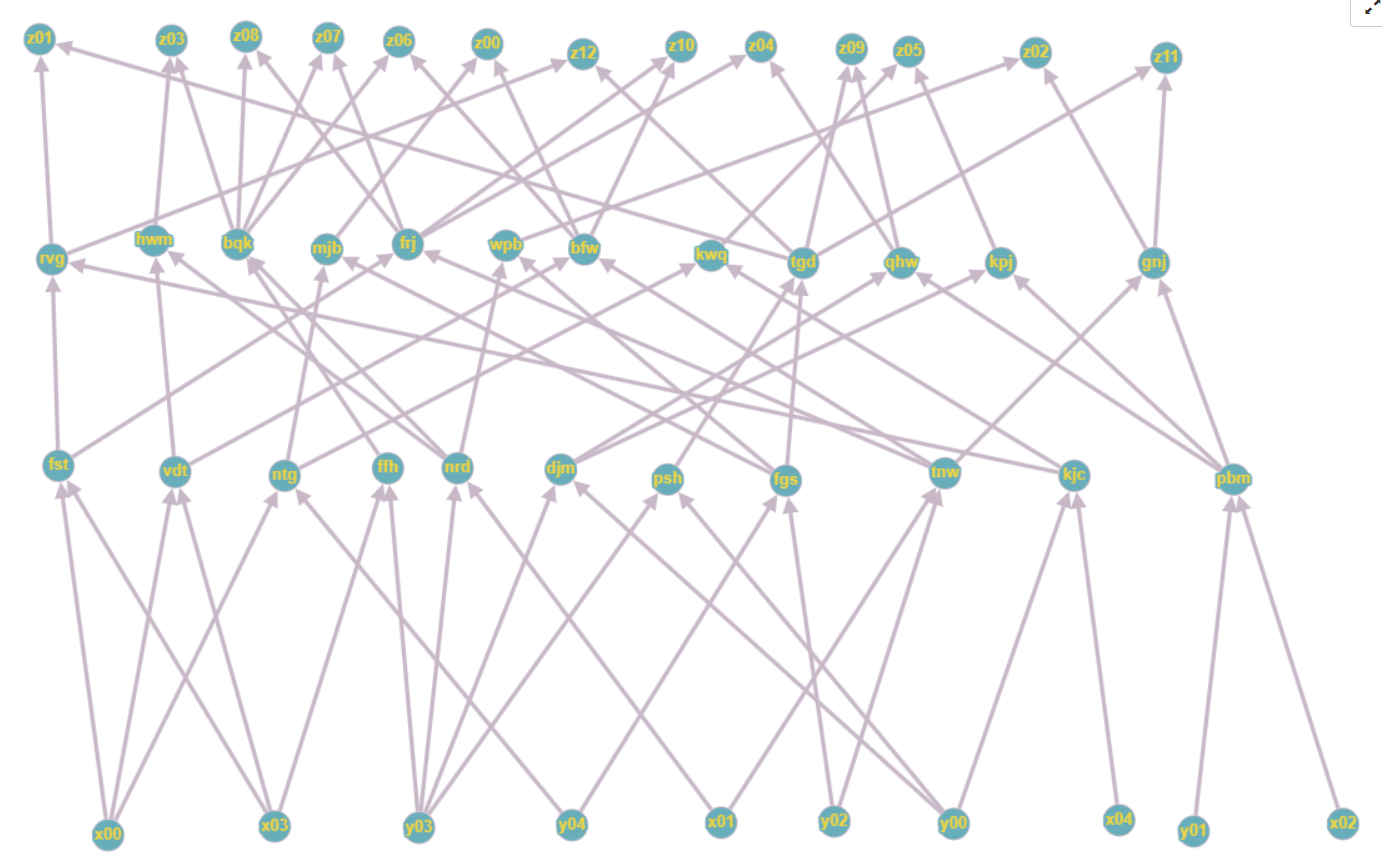 z01 z03 z08 z07 z06 z00 z12 z10 z04 z09 z05 z02 z11
rvg hwm bqk mjb frj wpb bfw kwq tgd qhw kpj gnj
fst vdt ntg ffh nrd djm psh fgs tnw kjc pbm
x00 x03 y03 y04 x01 y02 y00 x04 y01 x02